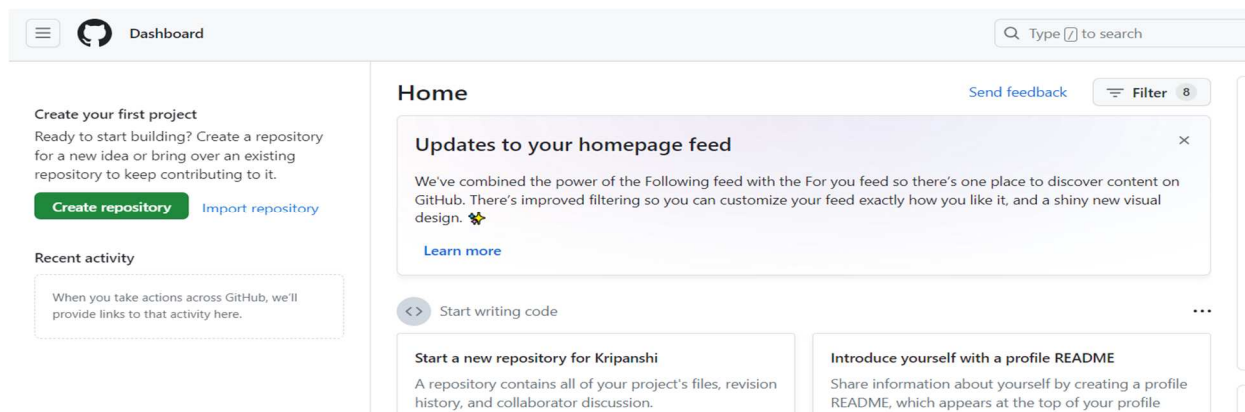 Dashboard
Type / to search
Create your first project
Ready to start building? Create a repository
for a new idea or bring over an existing
repository to keep contributing to it.
Create repository
Import repository
Recent activity
When you take actions across GitHub, we'll
provide links to that activity here.
Home
Send feedback
Filter 8
Updates to your homepage feed
We've combined the power of the Following feed with the For you feed so there's one place to discover content on
GitHub. There's improved filtering so you can customize your feed exactly how you like it, and a shiny new visual
design. ✨
Learn more
<> Start writing code
Start a new repository for Kripanshi
A repository contains all of your project's files, revision
history, and collaborator discussion.
Introduce yourself with a profile README
Share information about yourself by creating a profile
README, which appears at the top of your profile